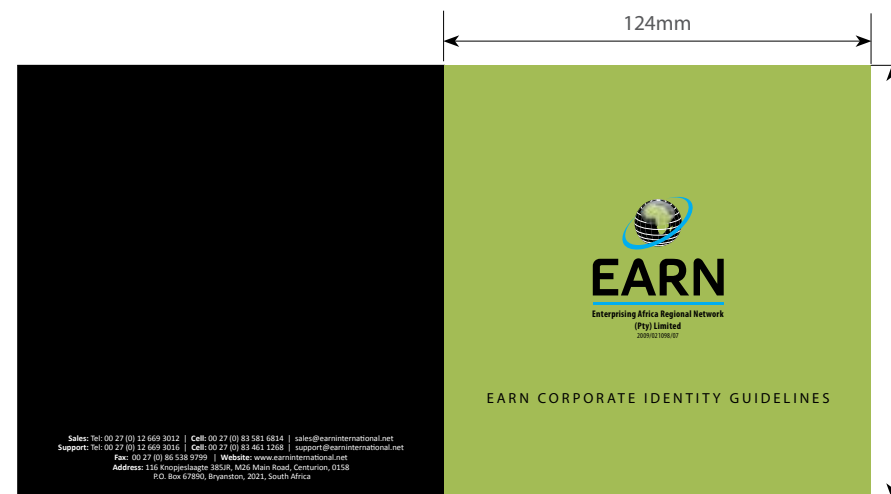 124mm
EARN
Enterprising Africa Regional Network
(Pty) Limited
2009/021098/07
EARN CORPORATE IDENTITY GUIDELINES
Sales: Tel: 00 27 (0) 12 669 3012 | Cell: 00 27 (0) 83 581 6814 | sales@earninternational.net
Support: Tel: 00 27 (0) 12 669 3016 | Cell: 00 27 (0) 83 461 1268 | support@earninternational.net
Fax: 00 27 (0) 86 538 9799 | Website: www.earninternational.net
Address: 116 Knopjeslaagte 385JR, M26 Main Road, Centurion, 0158
P.O. Box 67890, Bryanston, 2021, South Africa